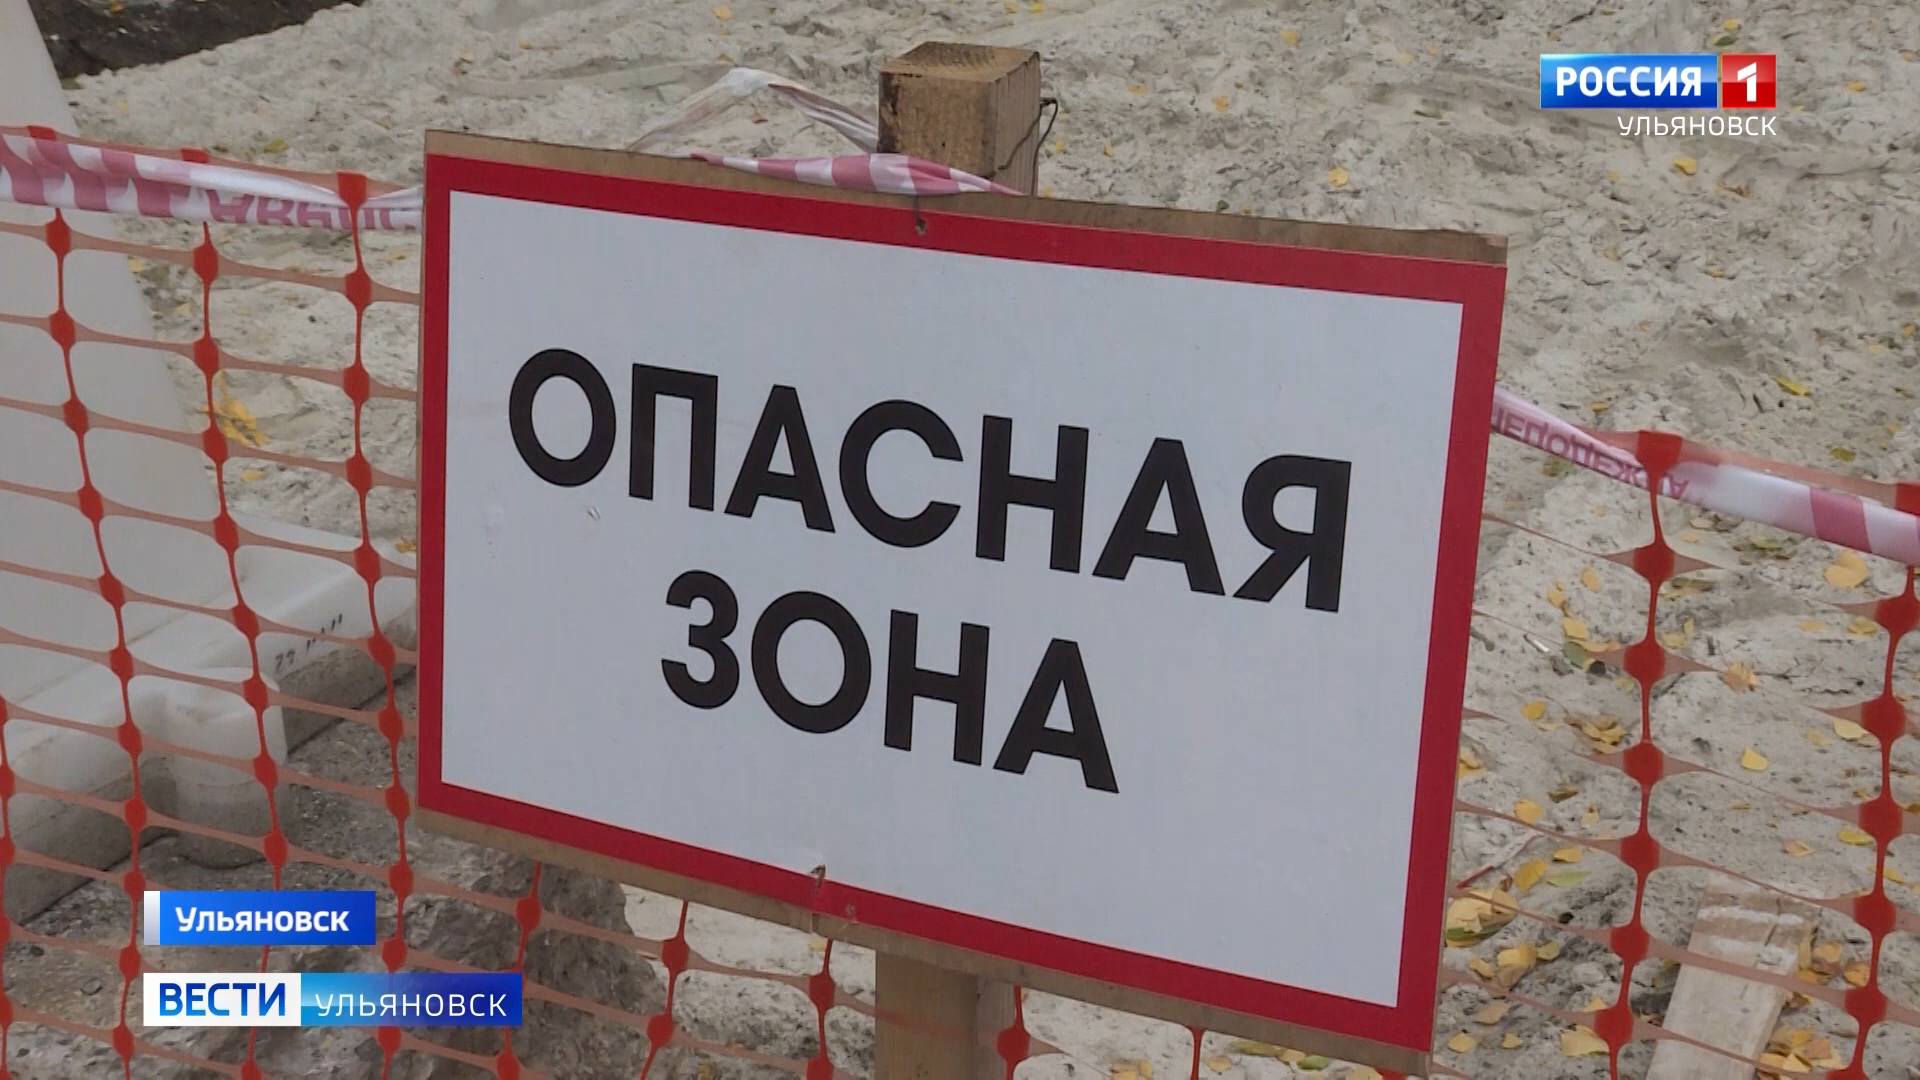 РОССИЯ 1
УЛЬЯНОВСК
ОПАСНАЯ
ЗОНА
Ульяновск
ВЕСТИ УЛЬЯНОВСК